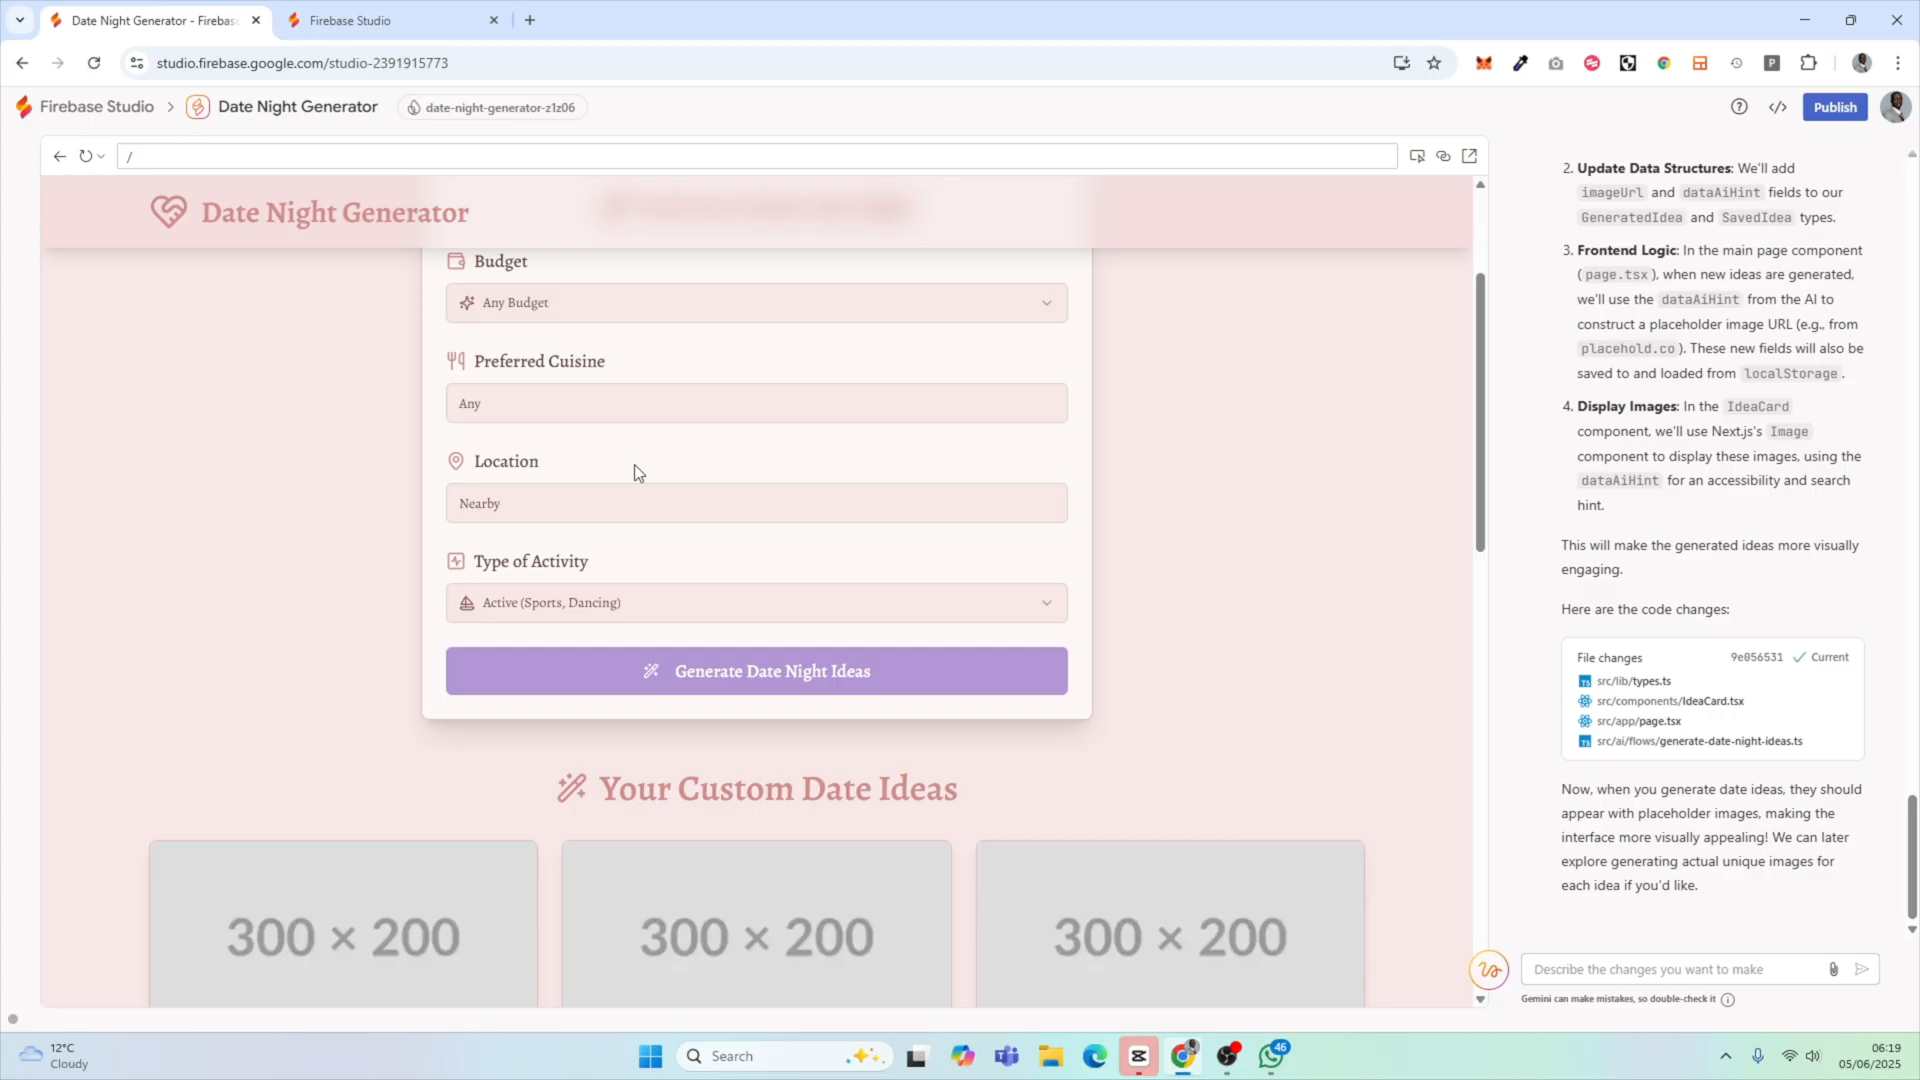 Date Night Generator - Firebas
Firebase Studio
studio.firebase.google.com/studio-2391915773
Firebase Studio
Date Night Generator
date-night-generator-z1z06
Publish
/
Date Night Generator
Budget
Any Budget
Preferred Cuisine
Any
Location
Nearby
Type of Activity
Active (Sports, Dancing)
Generate Date Night Ideas
Your Custom Date Ideas
300 × 200
300 × 200
300 × 200
2. Update Data Structures: We'll add
imageUrl and dataAiHint fields to our
GeneratedIdea and SavedIdea types.
3. Frontend Logic: In the main page component
(page.tsx), when new ideas are generated,
we'll use the dataAiHint from the AI to
construct a placeholder image URL (e.g., from
placehold.co). These new fields will also be
saved to and loaded from localStorage.
4. Display Images: In the IdeaCard
component, we'll use Next.js's Image
component to display these images, using the
dataAiHint for an accessibility and search
hint.
This will make the generated ideas more visually
engaging.
Here are the code changes:
File changes 9e056531 Current
TS src/lib/types.ts
src/components/IdeaCard.tsx
src/app/page.tsx
TS src/ai/flows/generate-date-night-ideas.ts
Now, when you generate date ideas, they should
appear with placeholder images, making the
interface more visually appealing! We can later
explore generating actual unique images for
each idea if you'd like.
Describe the changes you want to make
Gemini can make mistakes, so double-check it
12°C
Cloudy
Search
46
06:19
05/06/2025